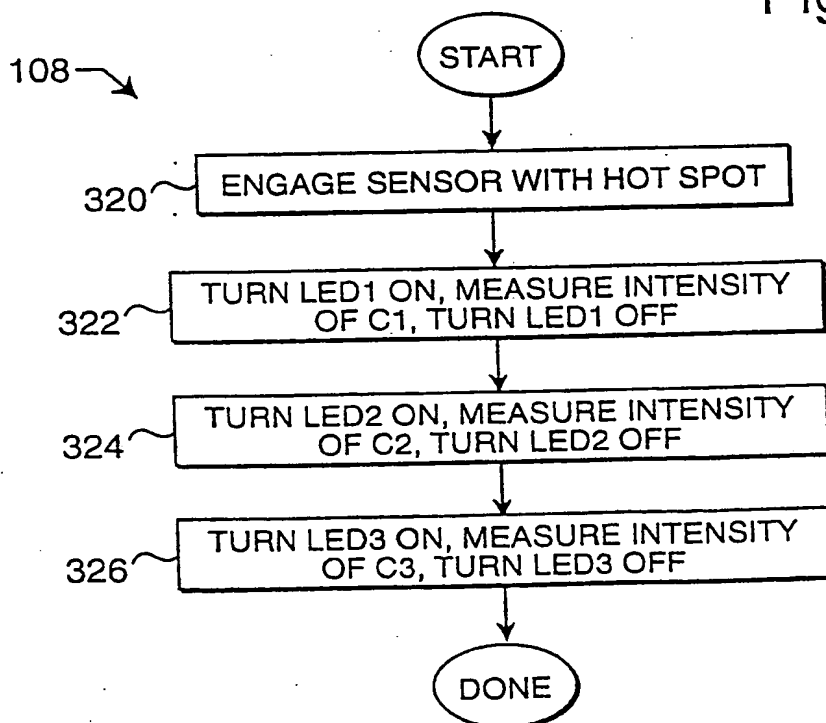 START
108
320
ENGAGE SENSOR WITH HOT SPOT
322
TURN LED1 ON, MEASURE INTENSITY
OF C1, TURN LED1 OFF
324
TURN LED2 ON, MEASURE INTENSITY
OF C2, TURN LED2 OFF
326
TURN LED3 ON, MEASURE INTENSITY
OF C3, TURN LED3 OFF
DONE